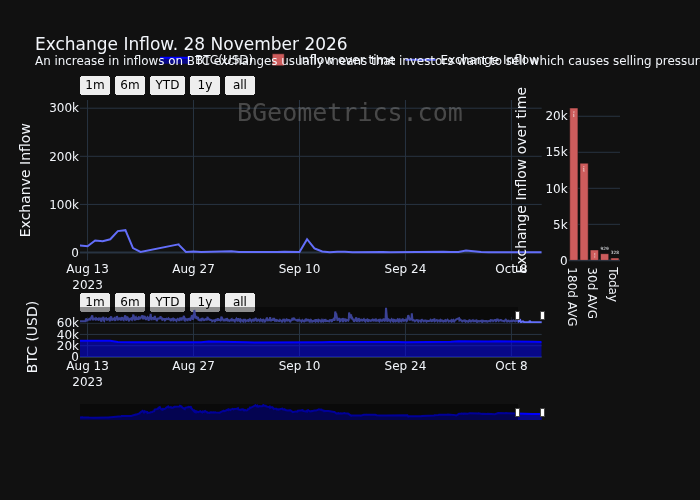 Exchange Inflow. 28 November 2026
An increase in inflows on BTC exchanges usually means that investors want to sell which causes selling pressur
BTC(USD) Inflow over time Exchange Inflow
1m 6m YTD 1y all
BGeometrics.com
Exchanve Inflow
300k
200k
100k
0
Aug 13 Aug 27 Sep 10 Sep 24 Oct 8
2023
Exchange Inflow over time
20k
15k
10k
5k
0
180d AVG 30d AVG Today
929
328
1m 6m YTD 1y all
BTC (USD)
60k
40k
20k
0
Aug 13 Aug 27 Sep 10 Sep 24 Oct 8
2023